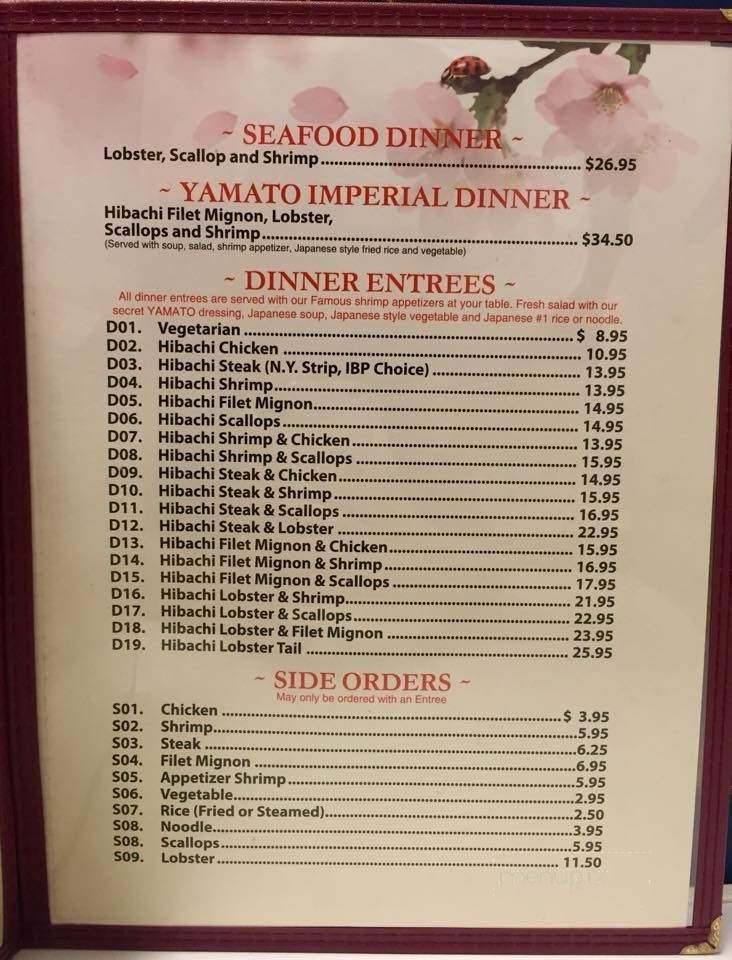 ~ SEAFOOD DINNER ~
Lobster, Scallop and Shrimp........ $26.95
~ YAMATO IMPERIAL DINNER ~
Hibachi Filet Mignon, Lobster,
Scallops and Shrimp........ $34.50
(Served with soup, salad, shrimp appetizer, Japanese style fried rice and vegetable)
~ DINNER ENTREES ~
All dinner entrees are served with our Famous shrimp appetizers at your table. Fresh salad with our
secret YAMATO dressing, Japanese soup, Japanese style vegetable and Japanese #1 rice or noodle.
D01. Vegetarian ........ $ 8.95
D02. Hibachi Chicken ........ 10.95
D03. Hibachi Steak (N.Y. Strip, IBP Choice) ........ 13.95
D04. Hibachi Shrimp........ 13.95
D05. Hibachi Filet Mignon........ 14.95
D06. Hibachi Scallops........ 14.95
D07. Hibachi Shrimp & Chicken........ 13.95
D08. Hibachi Shrimp & Scallops ........ 15.95
D09. Hibachi Steak & Chicken........ 14.95
D10. Hibachi Steak & Shrimp ........ 15.95
D11. Hibachi Steak & Scallops ........ 16.95
D12. Hibachi Steak & Lobster ........ 22.95
D13. Hibachi Filet Mignon & Chicken........ 15.95
D14. Hibachi Filet Mignon & Shrimp ........ 16.95
D15. Hibachi Filet Mignon & Scallops ........ 17.95
D16. Hibachi Lobster & Shrimp........ 21.95
D17. Hibachi Lobster & Scallops........ 22.95
D18. Hibachi Lobster & Filet Mignon ........ 23.95
D19. Hibachi Lobster Tail ........ 25.95
~ SIDE ORDERS ~
May only be ordered with an Entree
S01. Chicken ........$ 3.95
S02. Shrimp........5.95
S03. Steak ........6.25
S04. Filet Mignon ........6.95
S05. Appetizer Shrimp........5.95
S06. Vegetable........2.95
S07. Rice (Fried or Steamed)........2.50
S08. Noodle........3.95
S08. Scallops........5.95
S09. Lobster........ 11.50